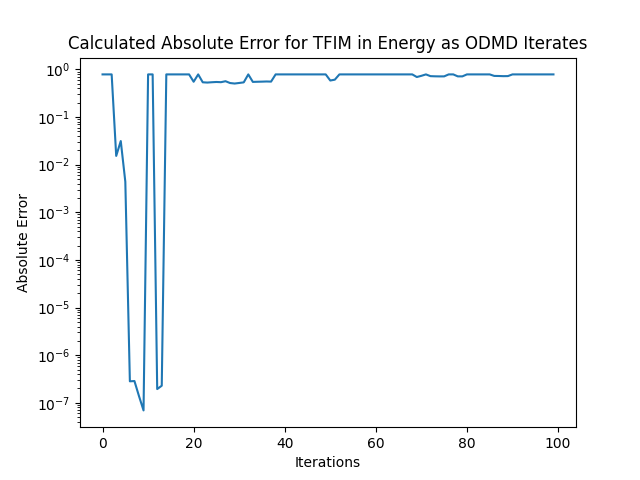 Calculated Absolute Error for TFIM in Energy as ODMD Iterates
10⁰
10⁻¹
10⁻²
10⁻³
10⁻⁴
10⁻⁵
10⁻⁶
10⁻⁷
Absolute Error
0 20 40 60 80 100
Iterations